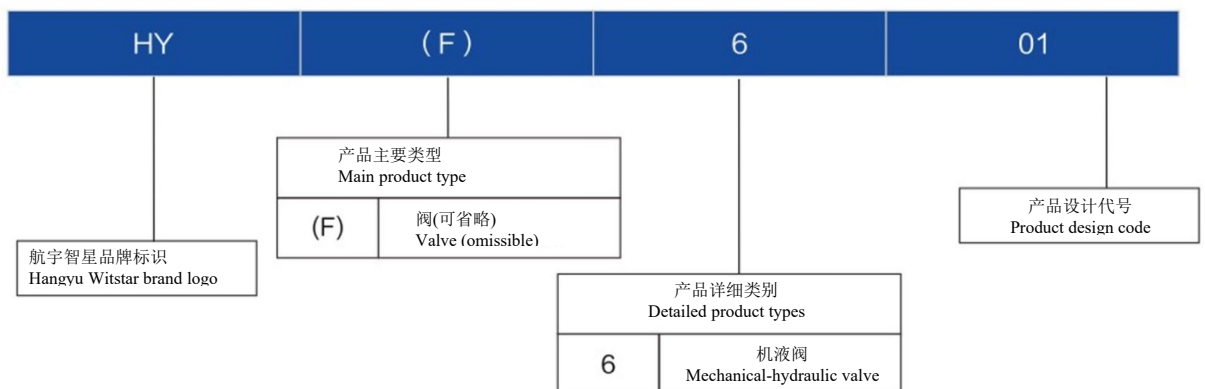 HY (F) 6 01
产品主要类型
Main product type
(F)
阀(可省略)
Valve (omissible)
产品设计代号
Product design code
航宇智星品牌标识
Hangyu Witstar brand logo
产品详细类别
Detailed product types
6
机液阀
Mechanical-hydraulic valve